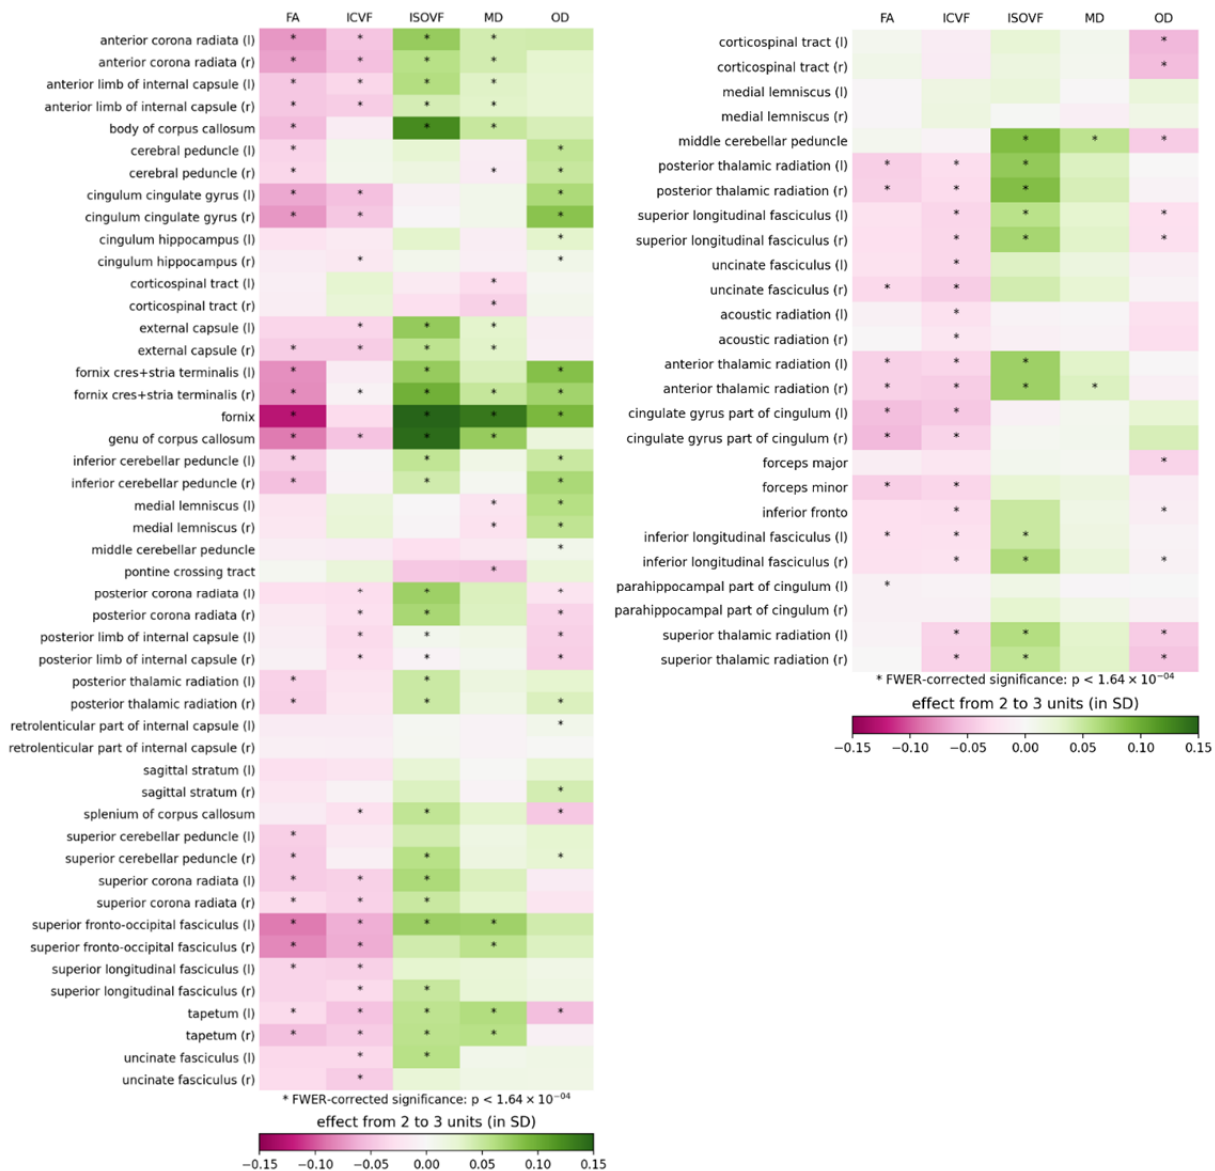 FA ICVF ISOVF MD OD
anterior corona radiata (l) * * * *
anterior corona radiata (r) * * * *
anterior limb of internal capsule (l) * * * *
anterior limb of internal capsule (r) * * * *
body of corpus callosum * * *
cerebral peduncle (l) * *
cerebral peduncle (r) * * *
cingulum cingulate gyrus (l) * * *
cingulum cingulate gyrus (r) * * *
cingulum hippocampus (l) *
cingulum hippocampus (r) * *
corticospinal tract (l) *
corticospinal tract (r) *
external capsule (l) * * *
external capsule (r) * * * *
fornix cres+stria terminalis (l) * * *
fornix cres+stria terminalis (r) * * * * *
fornix * * * *
genu of corpus callosum * * * *
inferior cerebellar peduncle (l) * * *
inferior cerebellar peduncle (r) * * *
medial lemniscus (l) * *
medial lemniscus (r) * *
middle cerebellar peduncle *
pontine crossing tract *
posterior corona radiata (l) * * *
posterior corona radiata (r) * * *
posterior limb of internal capsule (l) * * *
posterior limb of internal capsule (r) * * *
posterior thalamic radiation (l) * *
posterior thalamic radiation (r) * * *
retrolenticular part of internal capsule (l) *
retrolenticular part of internal capsule (r)
sagittal stratum (l)
sagittal stratum (r) *
splenium of corpus callosum * * *
superior cerebellar peduncle (l) *
superior cerebellar peduncle (r) * * *
superior corona radiata (l) * * *
superior corona radiata (r) * * *
superior fronto-occipital fasciculus (l) * * * *
superior fronto-occipital fasciculus (r) * * *
superior longitudinal fasciculus (l) * *
superior longitudinal fasciculus (r) * *
tapetum (l) * * * * *
tapetum (r) * * * *
uncinate fasciculus (l) * *
uncinate fasciculus (r) *
* FWER-corrected significance: p < 1.64 × 10⁻⁰⁴
effect from 2 to 3 units (in SD)
−0.15 −0.10 −0.05 0.00 0.05 0.10 0.15
FA ICVF ISOVF MD OD
corticospinal tract (l) *
corticospinal tract (r) *
medial lemniscus (l)
medial lemniscus (r)
middle cerebellar peduncle * * *
posterior thalamic radiation (l) * * *
posterior thalamic radiation (r) * * *
superior longitudinal fasciculus (l) * * *
superior longitudinal fasciculus (r) * * *
uncinate fasciculus (l) *
uncinate fasciculus (r) * *
acoustic radiation (l) *
acoustic radiation (r) *
anterior thalamic radiation (l) * * *
anterior thalamic radiation (r) * * * *
cingulate gyrus part of cingulum (l) * *
cingulate gyrus part of cingulum (r) * *
forceps major *
forceps minor * *
inferior fronto * *
inferior longitudinal fasciculus (l) * * *
inferior longitudinal fasciculus (r) * * *
parahippocampal part of cingulum (l) *
parahippocampal part of cingulum (r)
superior thalamic radiation (l) * * *
superior thalamic radiation (r) * * *
* FWER-corrected significance: p < 1.64 × 10⁻⁰⁴
effect from 2 to 3 units (in SD)
−0.15 −0.10 −0.05 0.00 0.05 0.10 0.15